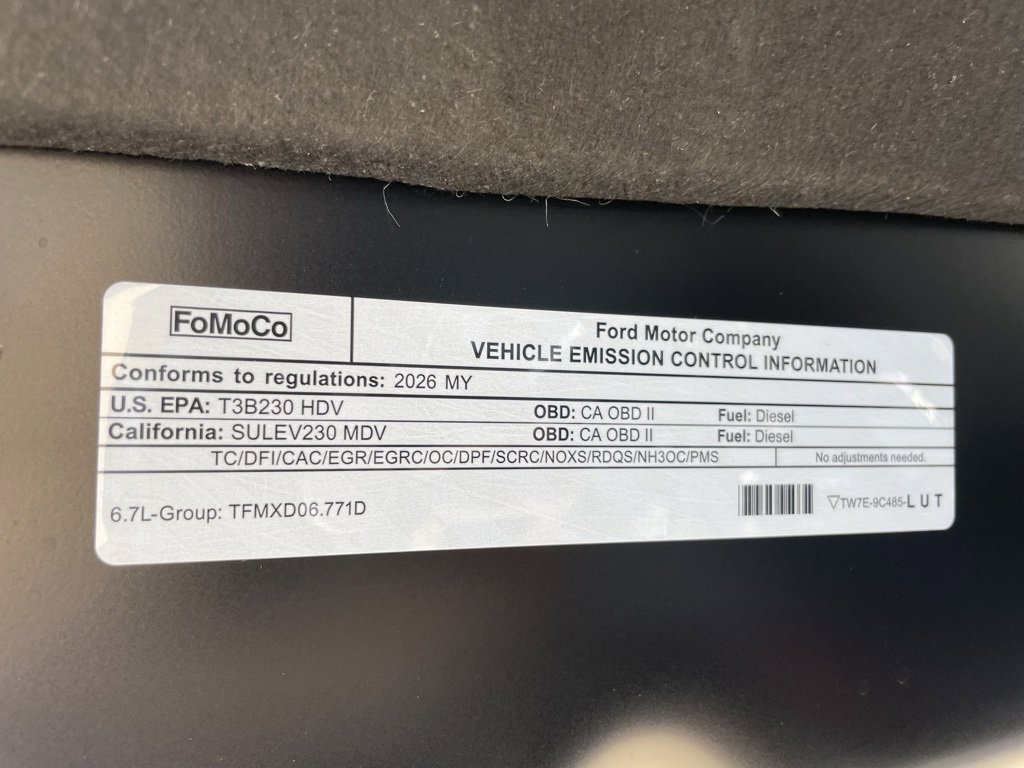 FoMoCo
Ford Motor Company
VEHICLE EMISSION CONTROL INFORMATION
Conforms to regulations: 2026 MY
U.S. EPA: T3B230 HDV OBD: CA OBD II Fuel: Diesel
California: SULEV230 MDV OBD: CA OBD II Fuel: Diesel
TC/DFI/CAC/EGR/EGRC/OC/DPF/SCRC/NOXS/RDQS/NH3OC/PMS No adjustments needed.
6.7L-Group: TFMXD06.771D ▽TW7E-9C485-LUT